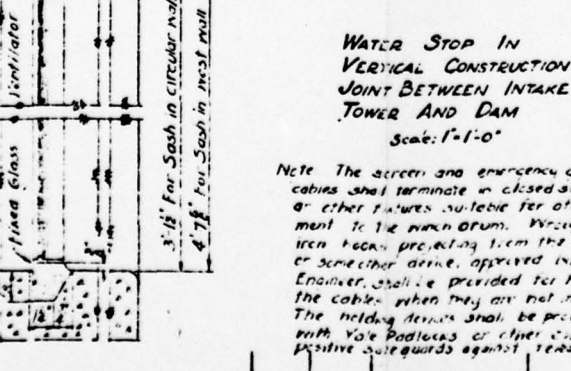 Ventilator
Fixed Glass
3'-1½" For Sash in circular wall
4'-7⅝" For Sash in west wall
WATER STOP IN
VERTICAL CONSTRUCTION
JOINT BETWEEN INTAKE
TOWER AND DAM
Scale: 1"=1'-0"
Note The screen and emergency
cables shall terminate in closed
or other fixtures suitable for
ment to the winch drum.
iron hooks projecting from the
or some other device, approved
Engineer, shall be provided for
the cables when they are not
The holding devices shall be
with Yale Padlocks or other
positive safeguards against